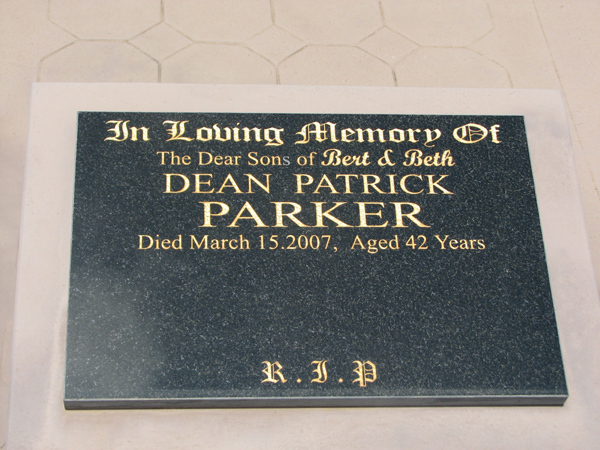 In Loving Memory Of
The Dear Sons of Bert & Beth
DEAN PATRICK
PARKER
Died March 15.2007, Aged 42 Years
R.I.P